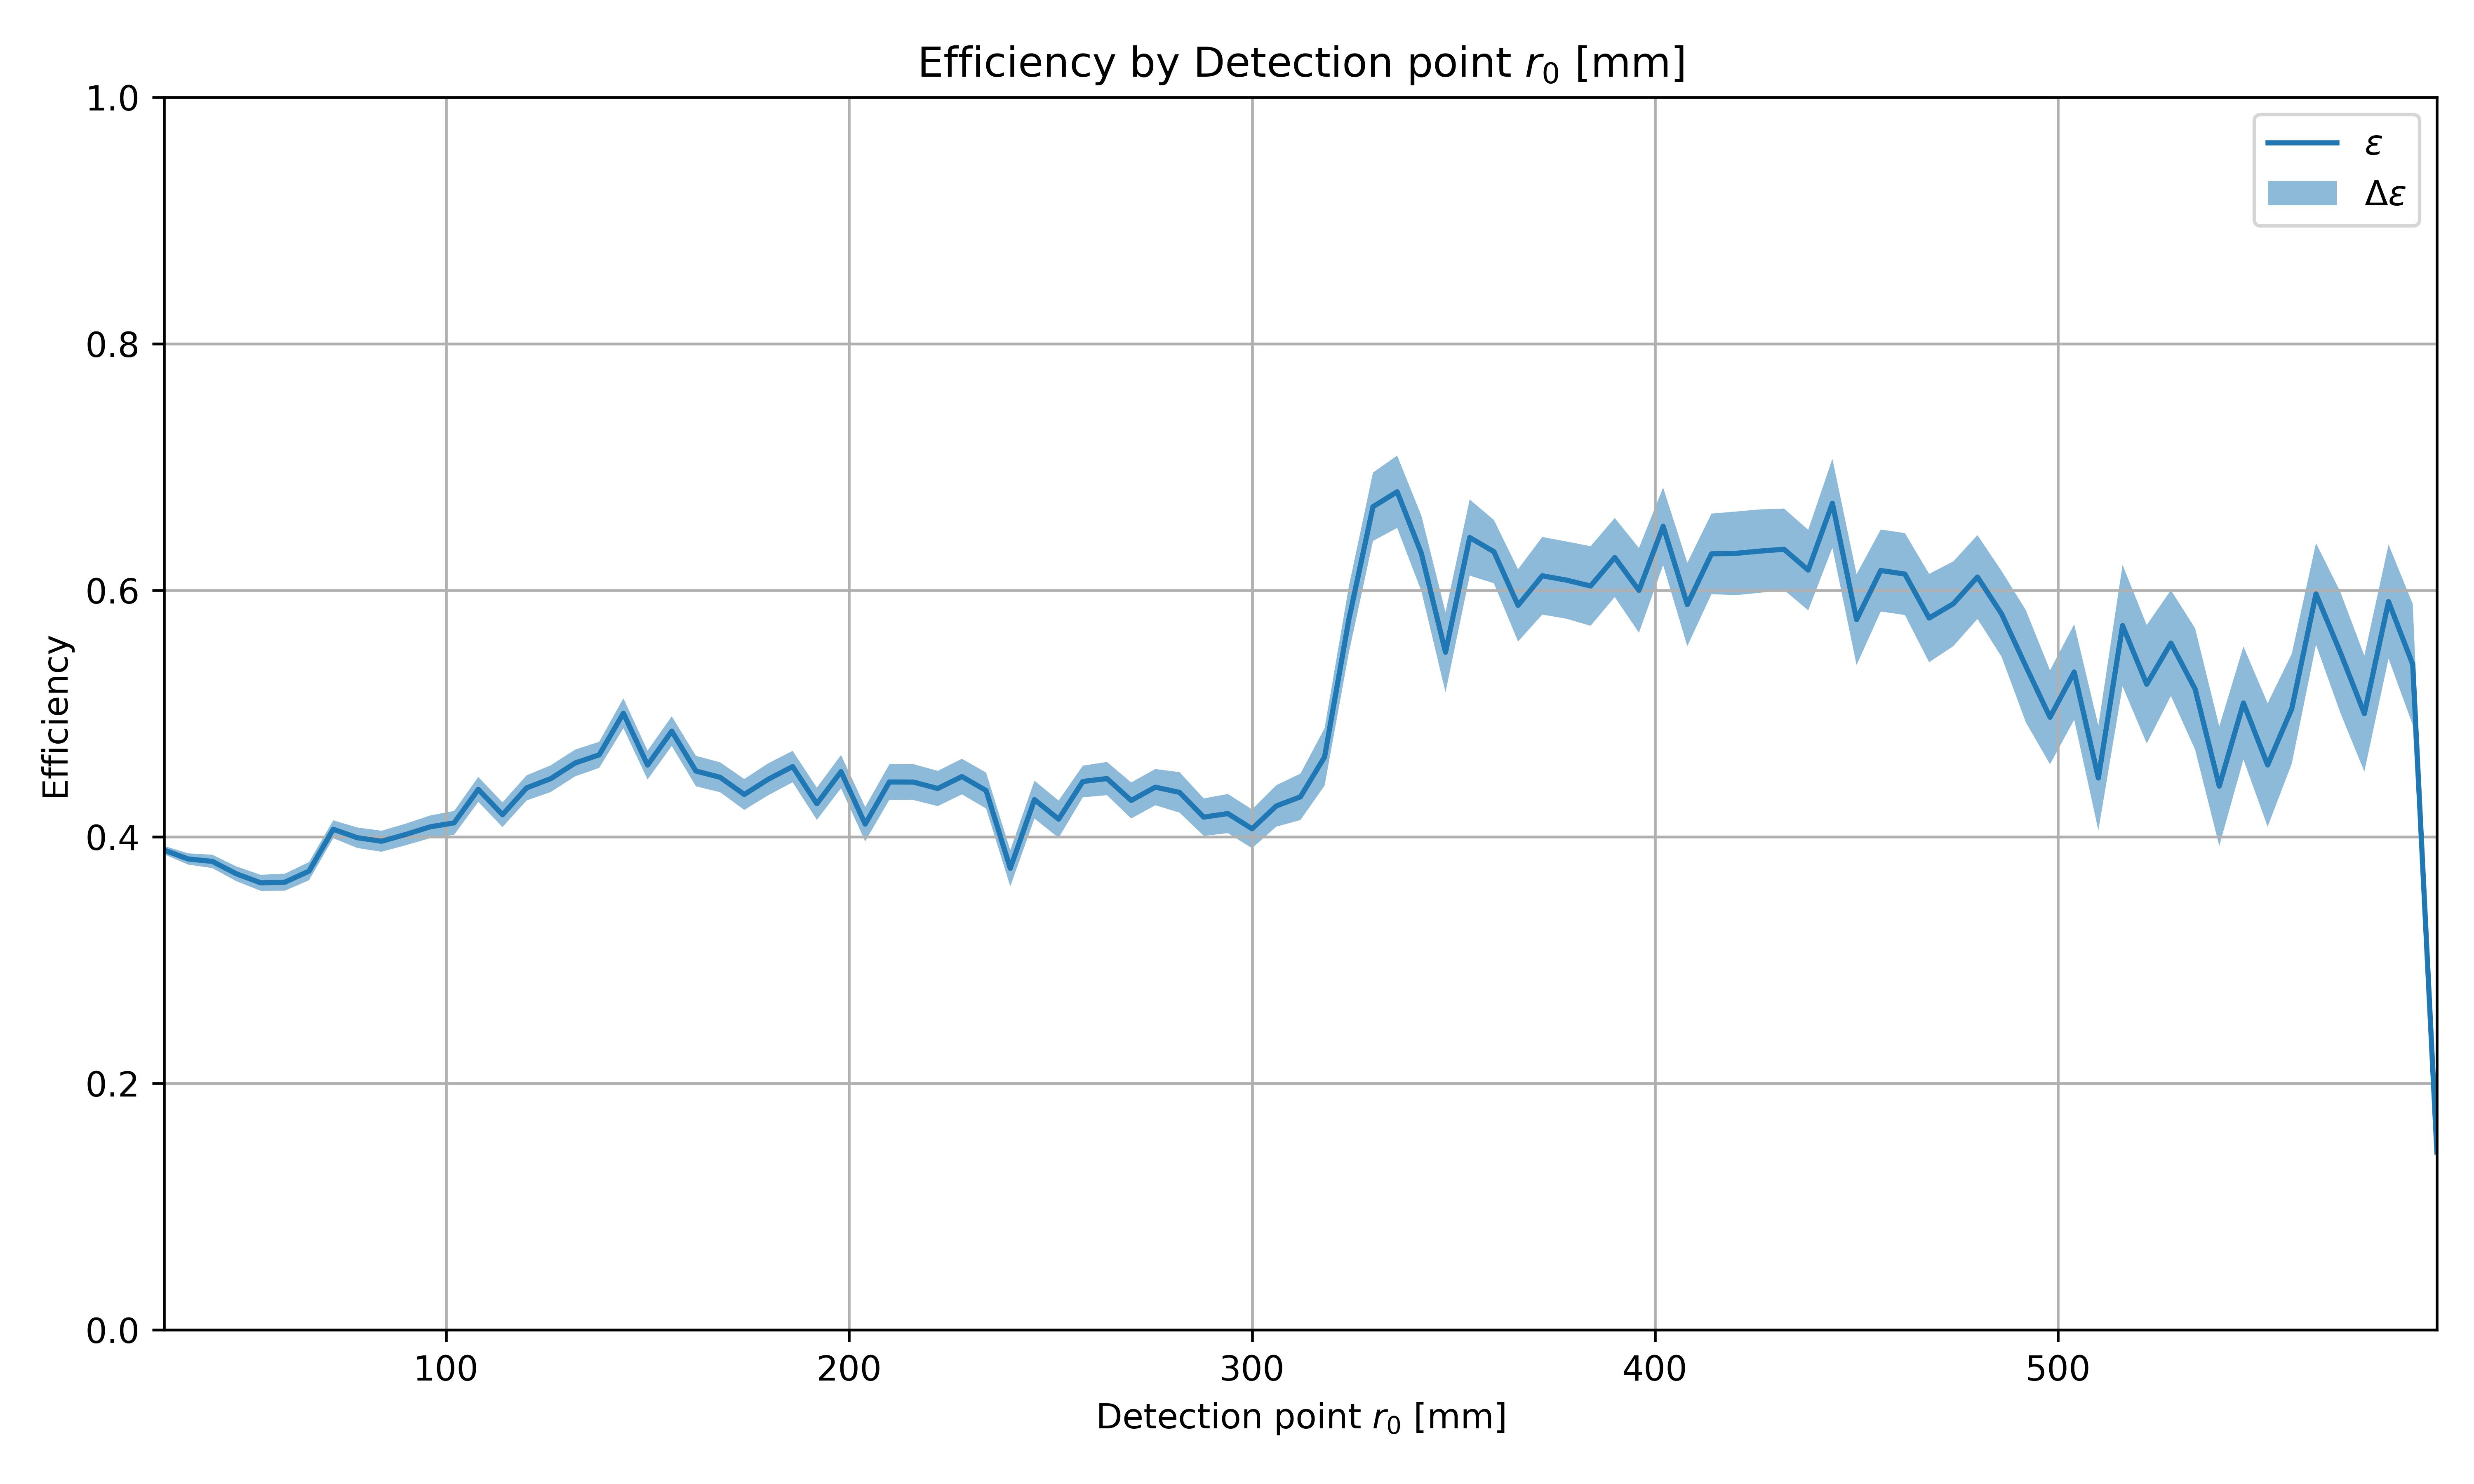 Efficiency by Detection point r₀ [mm]
1.0
0.8
0.6
0.4
0.2
0.0
Efficiency
ε
Δε
100 200 300 400 500
Detection point r₀ [mm]